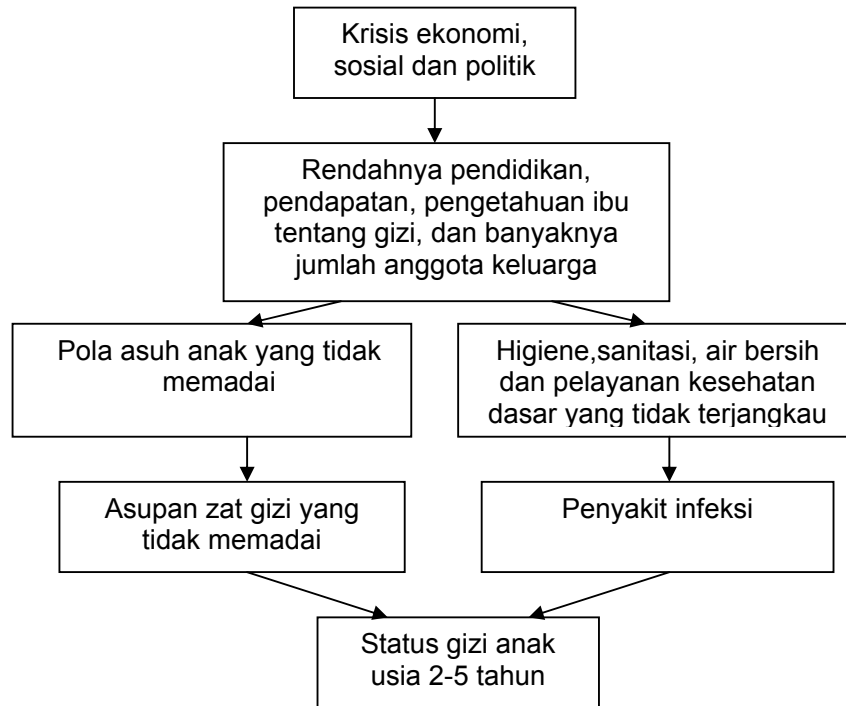 Krisis ekonomi,
sosial dan politik
Rendahnya pendidikan,
pendapatan, pengetahuan ibu
tentang gizi, dan banyaknya
jumlah anggota keluarga
Pola asuh anak yang tidak
memadai
Higiene,sanitasi, air bersih
dan pelayanan kesehatan
dasar yang tidak terjangkau
Asupan zat gizi yang
tidak memadai
Penyakit infeksi
Status gizi anak
usia 2-5 tahun